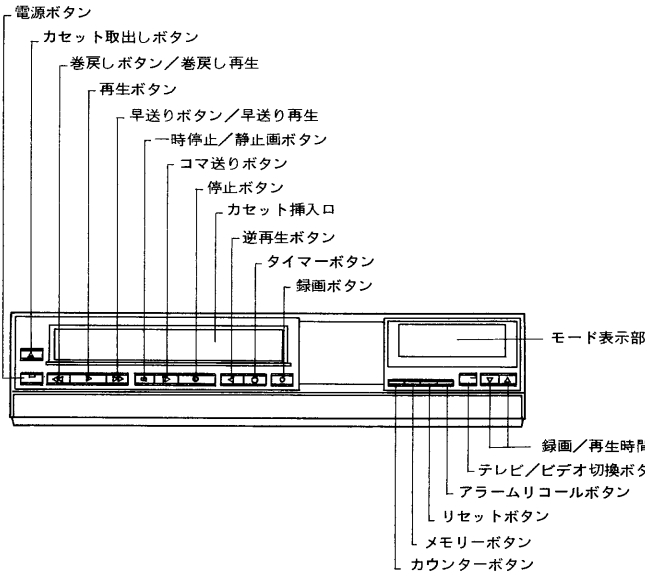 電源ボタン
カセット取出しボタン
巻戻しボタン／巻戻し再生
再生ボタン
早送りボタン／早送り再生
一時停止／静止画ボタン
コマ送りボタン
停止ボタン
カセット挿入口
逆再生ボタン
タイマーボタン
録画ボタン
モード表示部
録画／再生時間
テレビ／ビデオ切換ボタ
アラームリコールボタン
リセットボタン
メモリーボタン
カウンターボタン